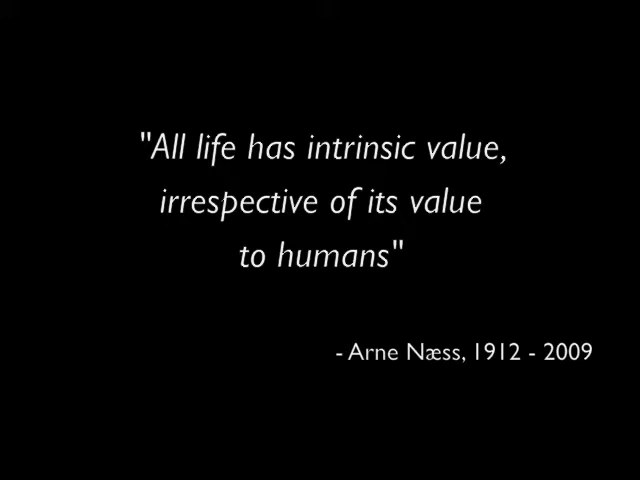 "All life has intrinsic value,
irrespective of its value
to humans"
- Arne Næss, 1912 - 2009